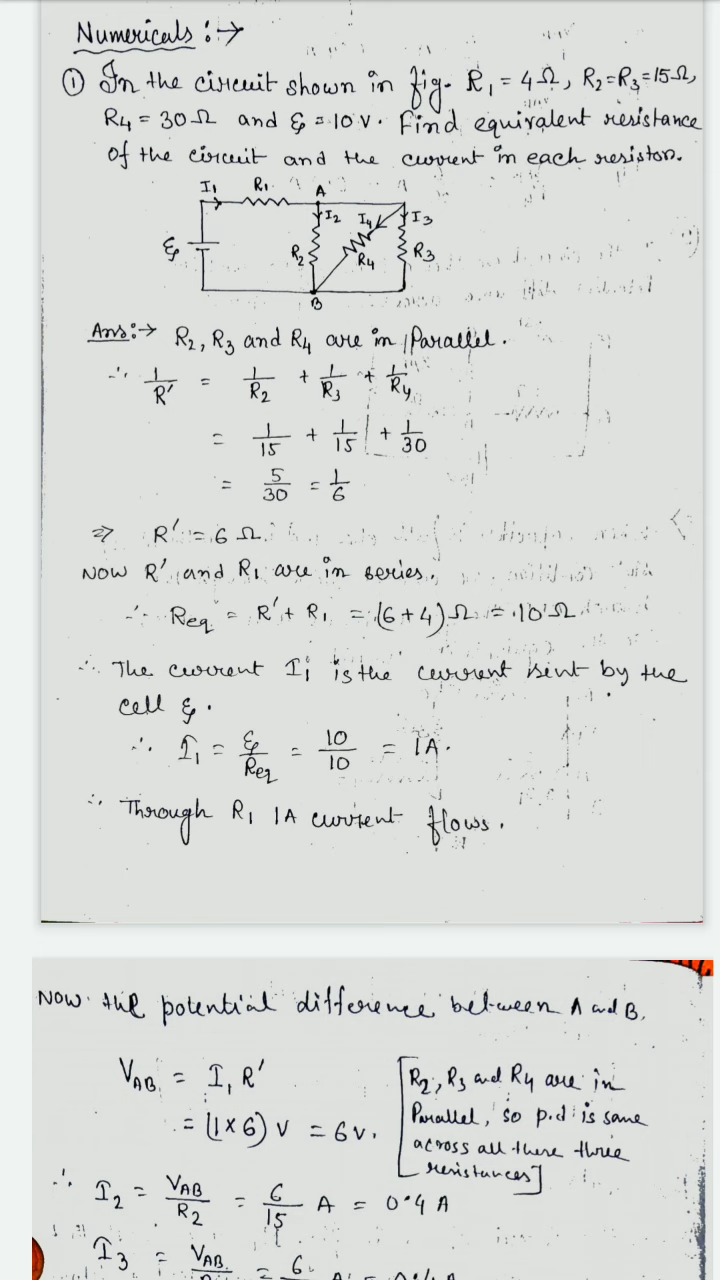 Numericals :→
① In the circuit shown in fig. R₁ = 4Ω, R₂=R₃=15Ω,
R₄ = 30Ω and ℰ = 10 V. Find equivalent resistance
of the circuit and the current in each resistor.
I₁ R₁ A
I₂ I₄ I₃
ℰ R₂ R₄ R₃
B
Ans:→ R₂, R₃ and R₄ are in Parallel.
∴ 1/R' = 1/R₂ + 1/R₃ + 1/R₄
= 1/15 + 1/15 + 1/30
= 5/30 = 1/6
⇒ R' = 6 Ω
NOW R' and R₁ are in series.
∴ Req = R' + R₁ = (6+4)Ω = 10Ω
∴ The current I₁ is the current sent by the
cell ℰ.
∴ I₁ = ℰ/Req = 10/10 = 1A.
∴ Through R₁ 1A current flows.
NOW the potential difference between A and B.
V_AB = I₁ R'
= (1×6) V = 6V.
[R₂, R₃ and R₄ are in
Parallel, so p.d is same
across all these three
resistances]
∴ I₂ = V_AB/R₂ = 6/15 A = 0.4 A
I₃ = V_AB = 6